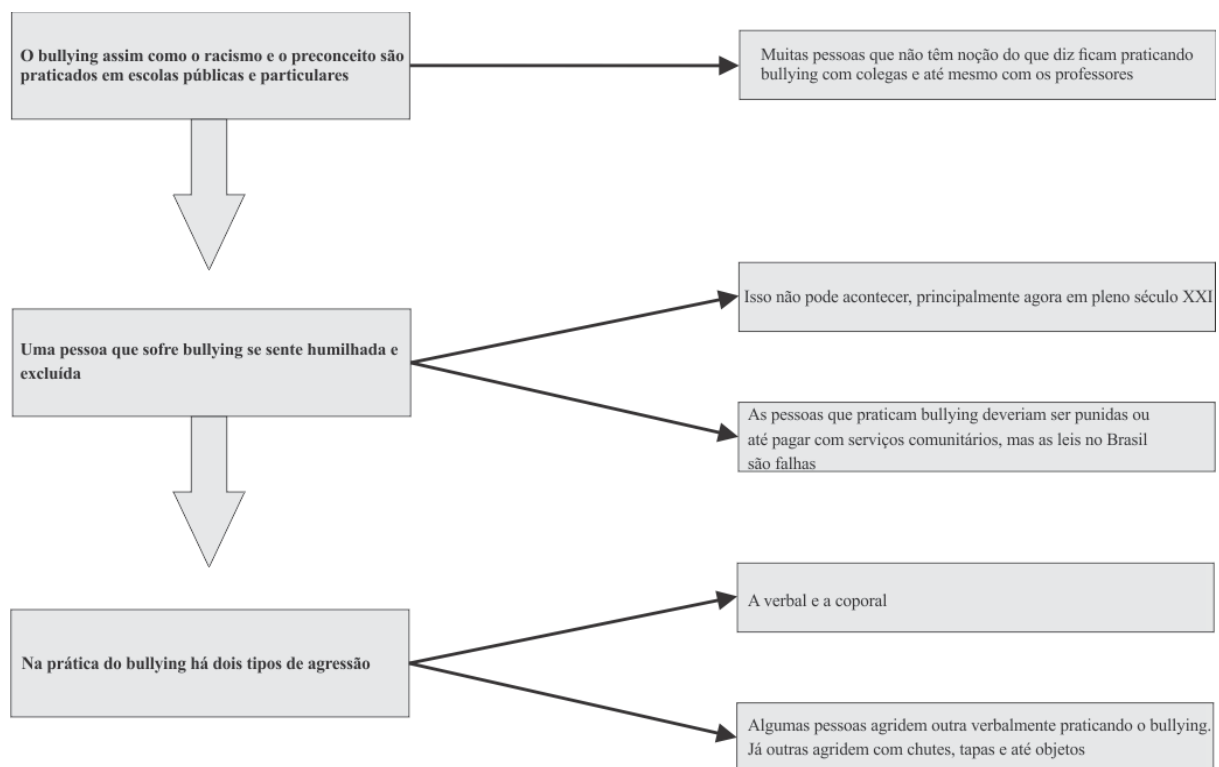 O bullying assim como o racismo e o preconceito são
praticados em escolas públicas e particulares
Muitas pessoas que não têm noção do que diz ficam praticando
bullying com colegas e até mesmo com os professores
Uma pessoa que sofre bullying se sente humilhada e
excluída
Isso não pode acontecer, principalmente agora em pleno século XXI
As pessoas que praticam bullying deveriam ser punidas ou
até pagar com serviços comunitários, mas as leis no Brasil
são falhas
Na prática do bullying há dois tipos de agressão
A verbal e a coporal
Algumas pessoas agridem outra verbalmente praticando o bullying.
Já outras agridem com chutes, tapas e até objetos